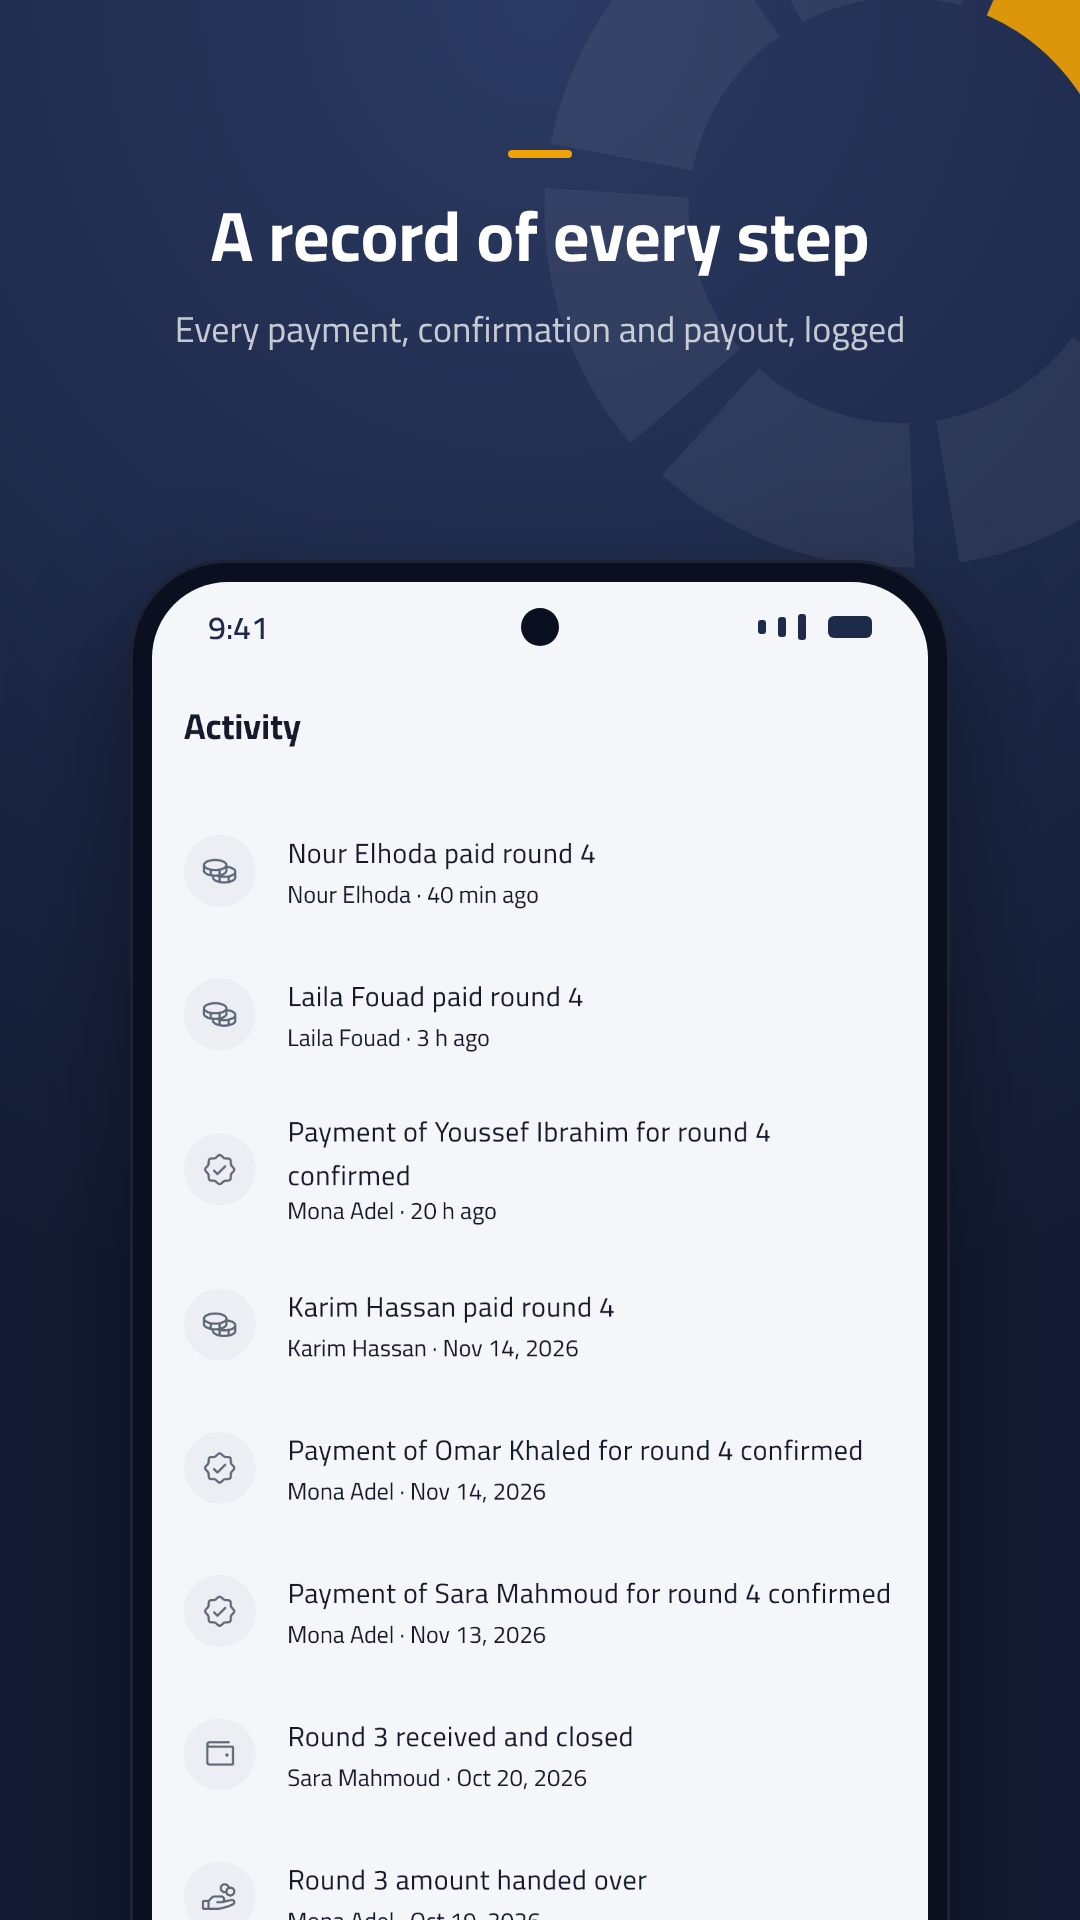 A record of every step
Every payment, confirmation and payout, logged
9:41
Activity
Nour Elhoda paid round 4
Nour Elhoda · 40 min ago
Laila Fouad paid round 4
Laila Fouad · 3 h ago
Payment of Youssef Ibrahim for round 4
confirmed
Mona Adel · 20 h ago
Karim Hassan paid round 4
Karim Hassan · Nov 14, 2026
Payment of Omar Khaled for round 4 confirmed
Mona Adel · Nov 14, 2026
Payment of Sara Mahmoud for round 4 confirmed
Mona Adel · Nov 13, 2026
Round 3 received and closed
Sara Mahmoud · Oct 20, 2026
Round 3 amount handed over
Mona Adel · Oct 19, 2026